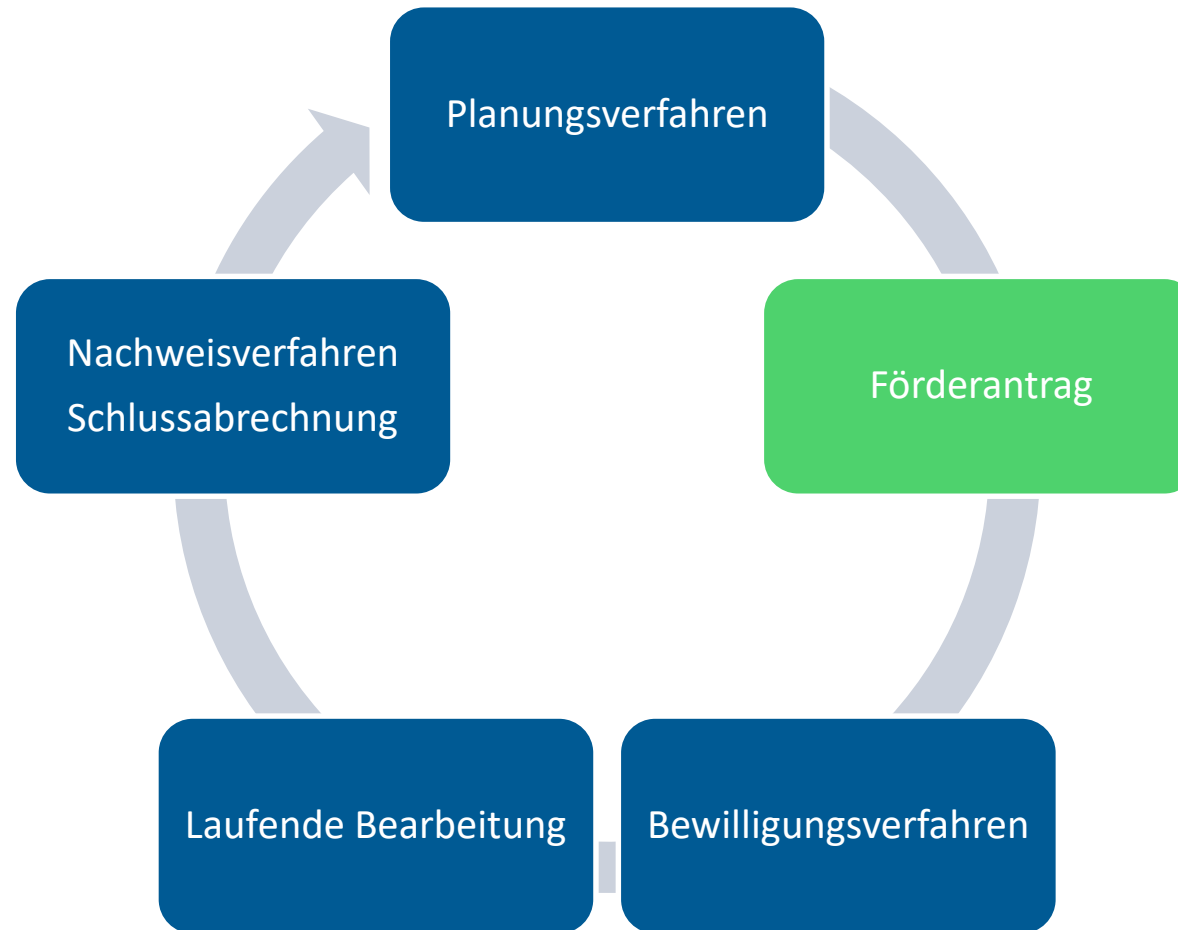 Planungsverfahren
Förderantrag
Bewilligungsverfahren
Laufende Bearbeitung
Nachweisverfahren
Schlussabrechnung